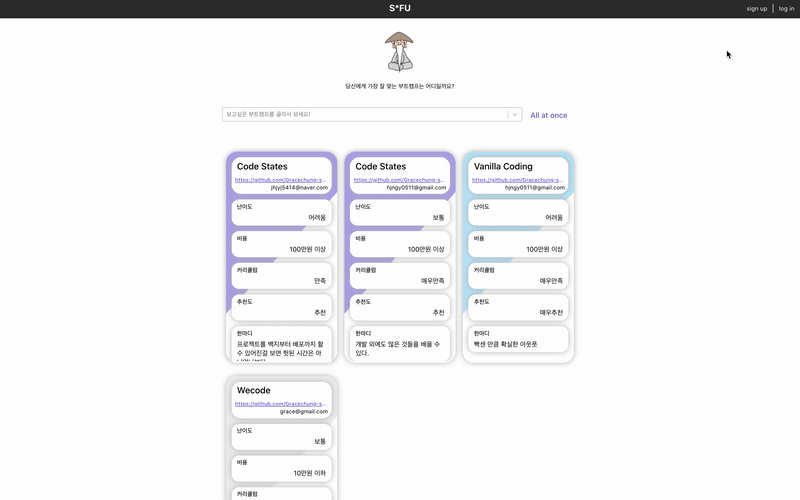 S*FU
sign up
log in
당신에게 가장 잘 맞는 부트캠프는 어디일까요?
보고싶은 부트캠프를 골라서 보세요!
All at once
Code States
https://github.com/Gracechung-s...
jhjyj5414@naver.com
난이도
어려움
비용
100만원 이상
커리큘럼
만족
추천도
추천
한마디
프로젝트를 백지부터 배포까지 할
수 있어진걸 보면 헛된 시간은 아
Code States
https://github.com/Gracechung-s...
hjngy0511@gmail.com
난이도
보통
비용
100만원 이상
커리큘럼
매우만족
추천도
추천
한마디
개발 외에도 많은 것들을 배울 수
있다.
Vanilla Coding
https://github.com/Gracechung-s...
hjngy0511@gmail.com
난이도
어려움
비용
100만원 이상
커리큘럼
매우만족
추천도
매우추천
한마디
빡센 만큼 확실한 아웃풋
Wecode
https://github.com/Gracechung-s...
grace@gmail.com
난이도
보통
비용
10만원 이하
커리큘럼